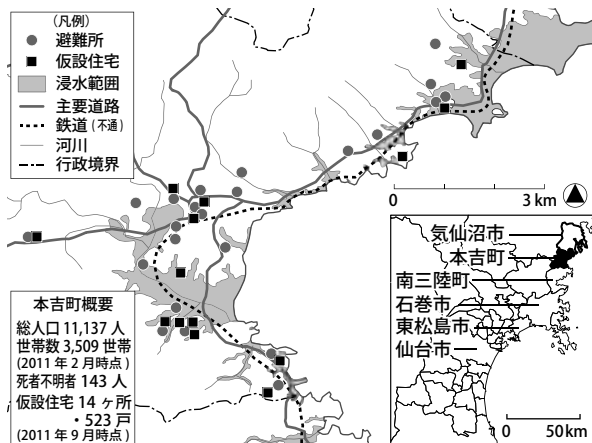 (凡例)
避難所
仮設住宅
浸水範囲
主要道路
鉄道 (不通)
河川
行政境界
0 3 km
気仙沼市
本吉町
南三陸町
石巻市
東松島市
仙台市
0 50 km
本吉町概要
総人口 11,137 人
世帯数 3,509 世帯
(2011 年 2 月時点)
死者不明者 143 人
仮設住宅 14 ヶ所
・523 戸
(2011 年 9 月時点)